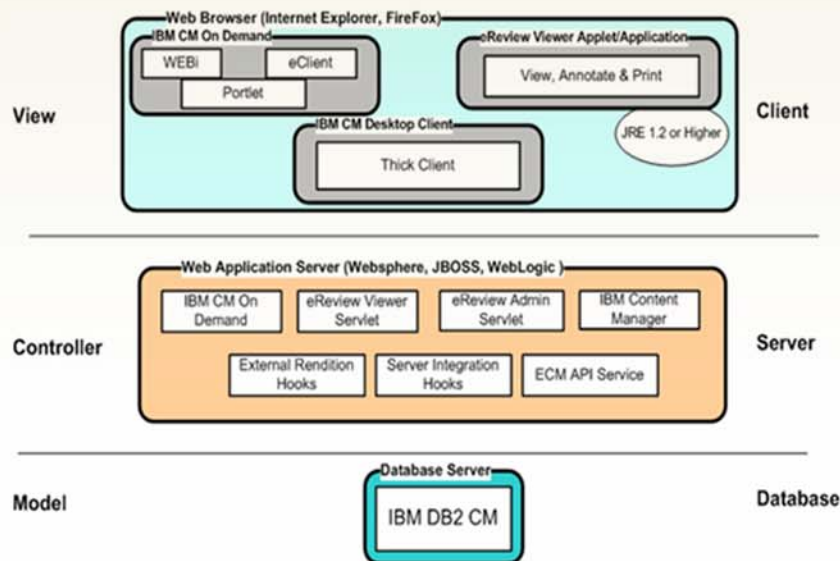 Web Browser (Internet Explorer, FireFox)
IBM CM On Demand
WEBi
eClient
Portlet
eReview Viewer Applet/Application
View, Annotate & Print
JRE 1.2 or Higher
IBM CM Desktop Client
Thick Client
View
Client
Web Application Server (Websphere, JBOSS, WebLogic )
IBM CM On
Demand
eReview Viewer
Servlet
eReview Admin
Servlet
IBM Content
Manager
External Rendition
Hooks
Server Integration
Hooks
ECM API Service
Controller
Server
Database Server
IBM DB2 CM
Model
Database